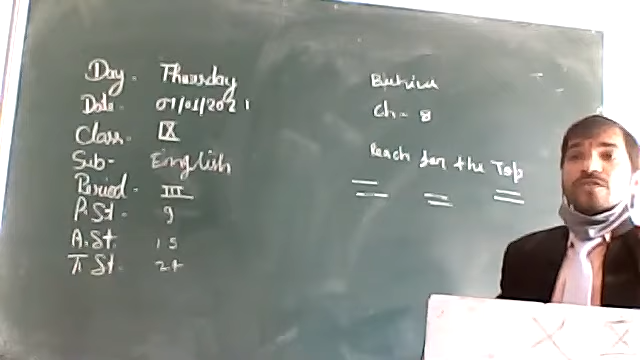 Day - Thursday
Date - 07/01/2021
Class - IX
Sub - English
Period - III
P. St - 9
A. St. 15
T. St. 24
Ch - 8
Reach for the Top
X